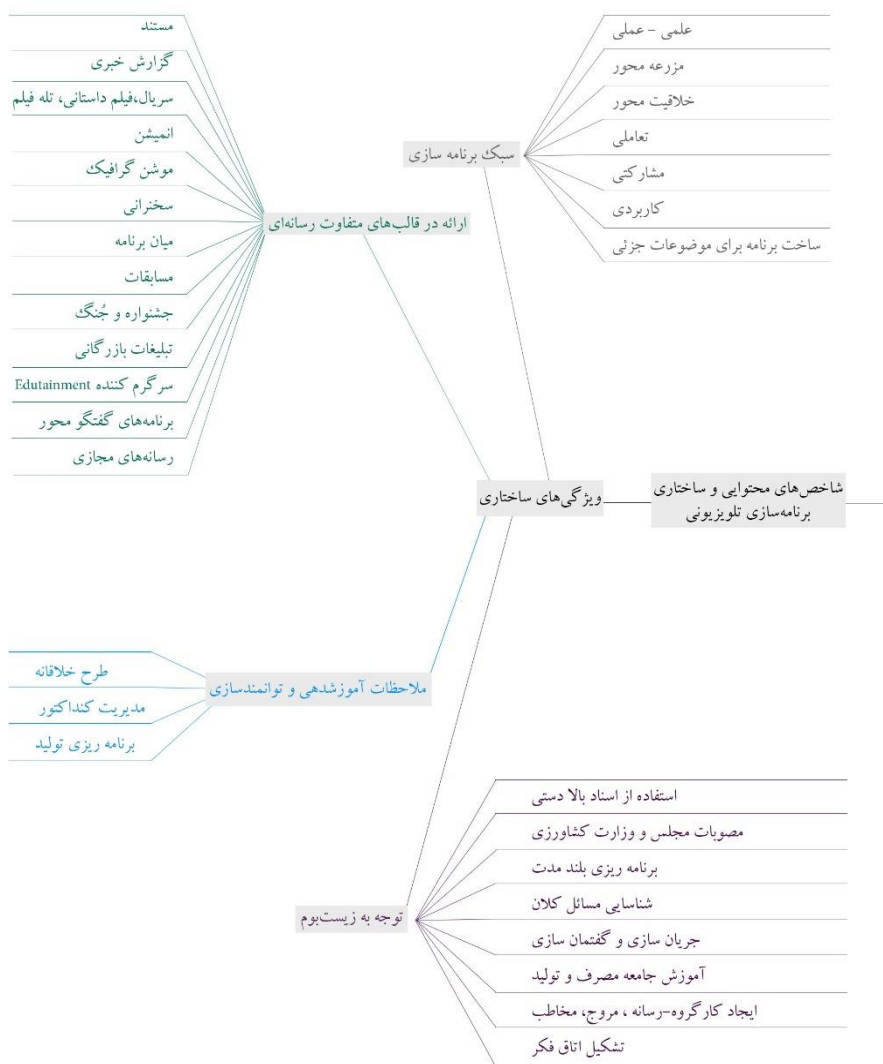 شاخص‌های محتوایی و ساختاری
برنامه‌سازی تلویزیونی
ویژگی‌های ساختاری
سبک برنامه سازی
علمی - عملی
مزرعه محور
خلاقیت محور
تعاملی
مشارکتی
کاربردی
ساخت برنامه برای موضوعات جزئی
ارائه در قالب‌های متفاوت رسانه‌ای
مستند
گزارش خبری
سریال،فیلم داستانی، تله فیلم
انمیشن
موشن گرافیک
سخنرانی
میان برنامه
مسابقات
جشنواره و جُنگ
تبلیغات بازرگانی
سرگرم کننده Edutainment
برنامه‌های گفتگو محور
رسانه‌های مجازی
ملاحظات آموزشدهی و توانمندسازی
طرح خلاقانه
مدیریت کنداکتور
برنامه ریزی تولید
توجه به زیست‌بوم
استفاده از اسناد بالا دستی
مصوبات مجلس و وزارت کشاورزی
برنامه ریزی بلند مدت
شناسایی مسائل کلان
جریان سازی و گفتمان سازی
آموزش جامعه مصرف و تولید
ایجاد کارگروه-رسانه ، مروج، مخاطب
تشکیل اتاق فکر